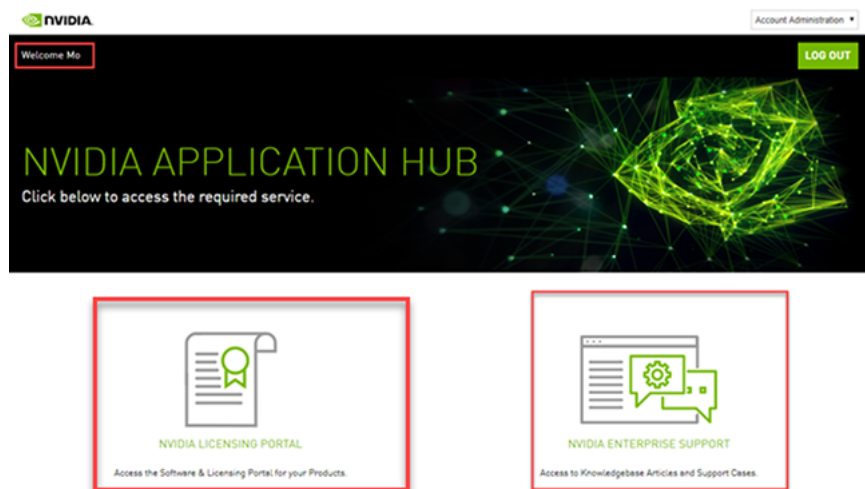 NVIDIA.
Account Administration
Welcome Mo
LOG OUT
NVIDIA APPLICATION HUB
Click below to access the required service.
NVIDIA LICENSING PORTAL
NVIDIA ENTERPRISE SUPPORT
Access the Software & Licensing Portal for your Products.
Access to Knowledgebase Articles and Support Cases.